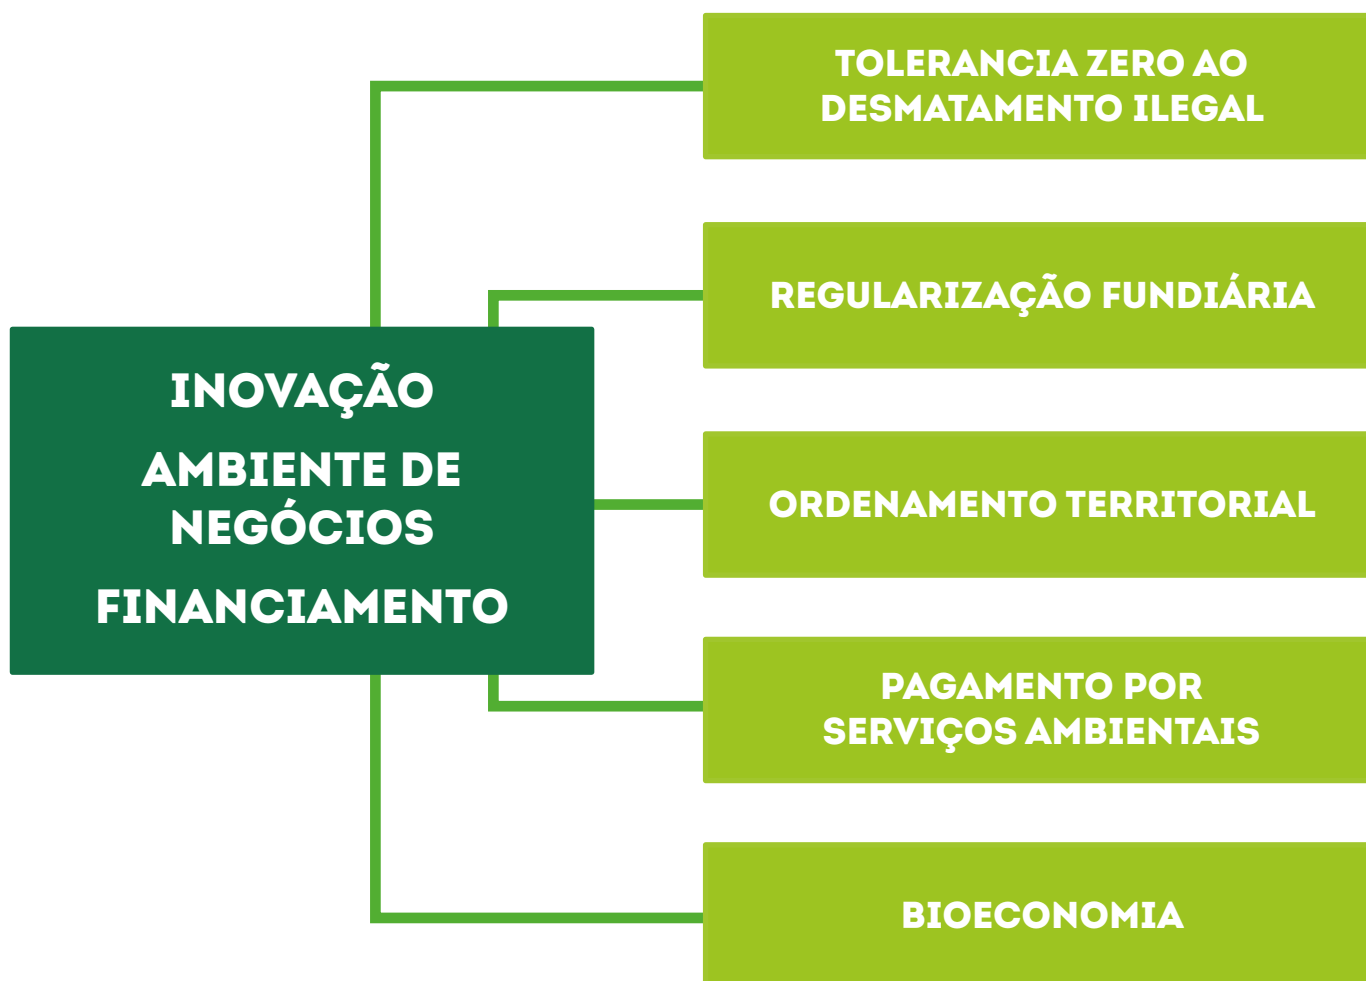 TOLERANCIA ZERO AO
DESMATAMENTO ILEGAL
REGULARIZAÇÃO FUNDIÁRIA
INOVAÇÃO
AMBIENTE DE
NEGÓCIOS
FINANCIAMENTO
ORDENAMENTO TERRITORIAL
PAGAMENTO POR
SERVIÇOS AMBIENTAIS
BIOECONOMIA